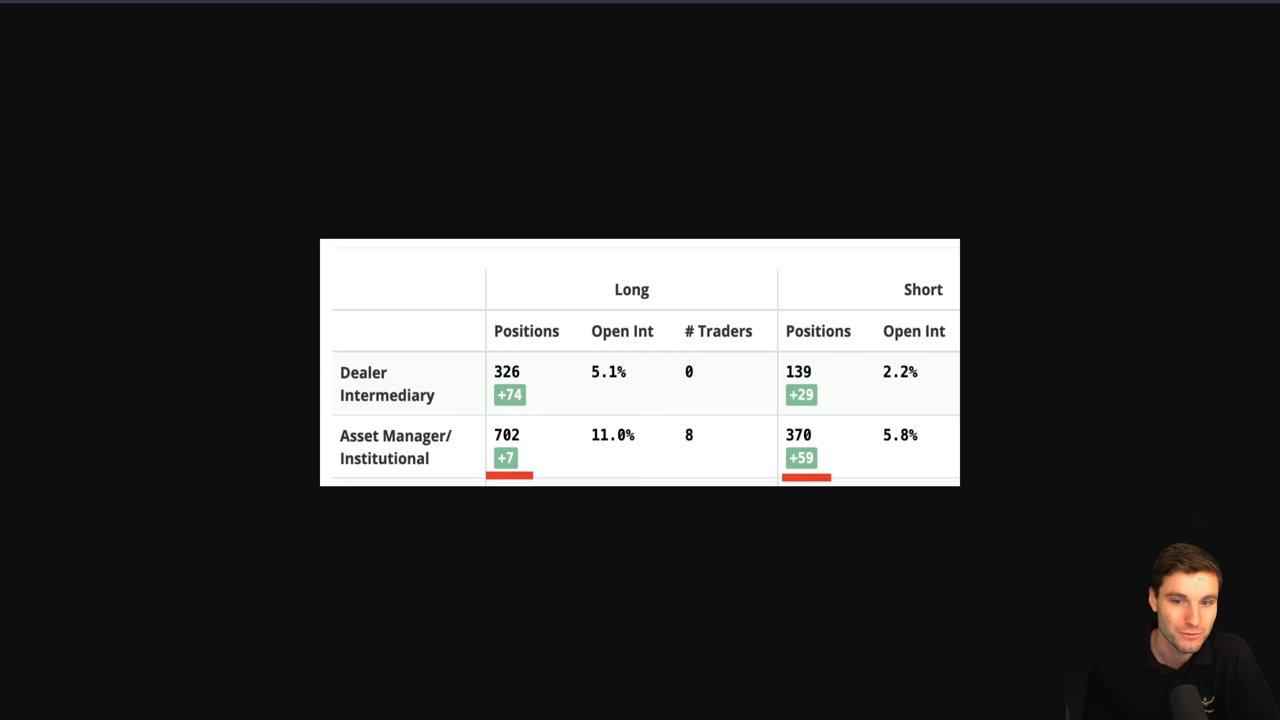 Long Short
Positions Open Int # Traders Positions Open Int
Dealer 326 5.1% 0 139 2.2%
Intermediary +74 +29
Asset Manager/ 702 11.0% 8 370 5.8%
Institutional +7 +59